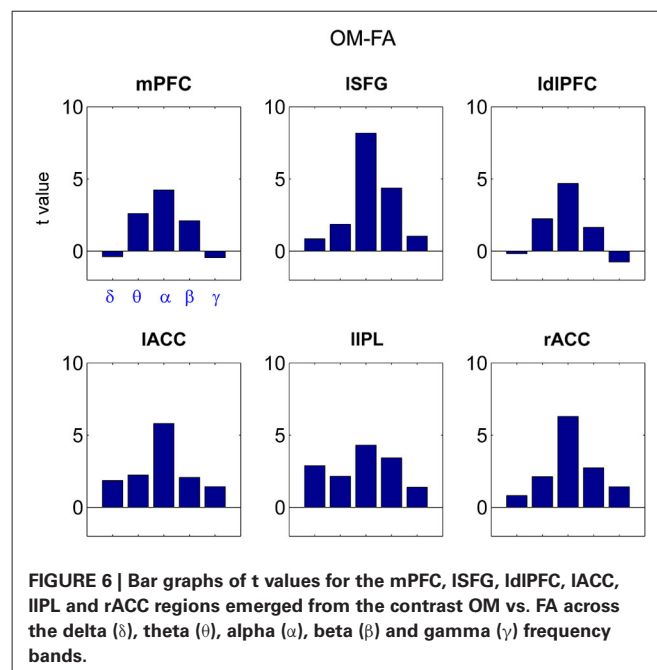 OM-FA
mPFC lSFG ldlPFC
10 10 10
5 5 5
0 0 0
t value
δ θ α β γ
lACC lIPL rACC
10 10 10
5 5 5
0 0 0
FIGURE 6 | Bar graphs of t values for the mPFC, lSFG, ldlPFC, lACC,
lIPL and rACC regions emerged from the contrast OM vs. FA across
the delta (δ), theta (θ), alpha (α), beta (β) and gamma (γ) frequency
bands.